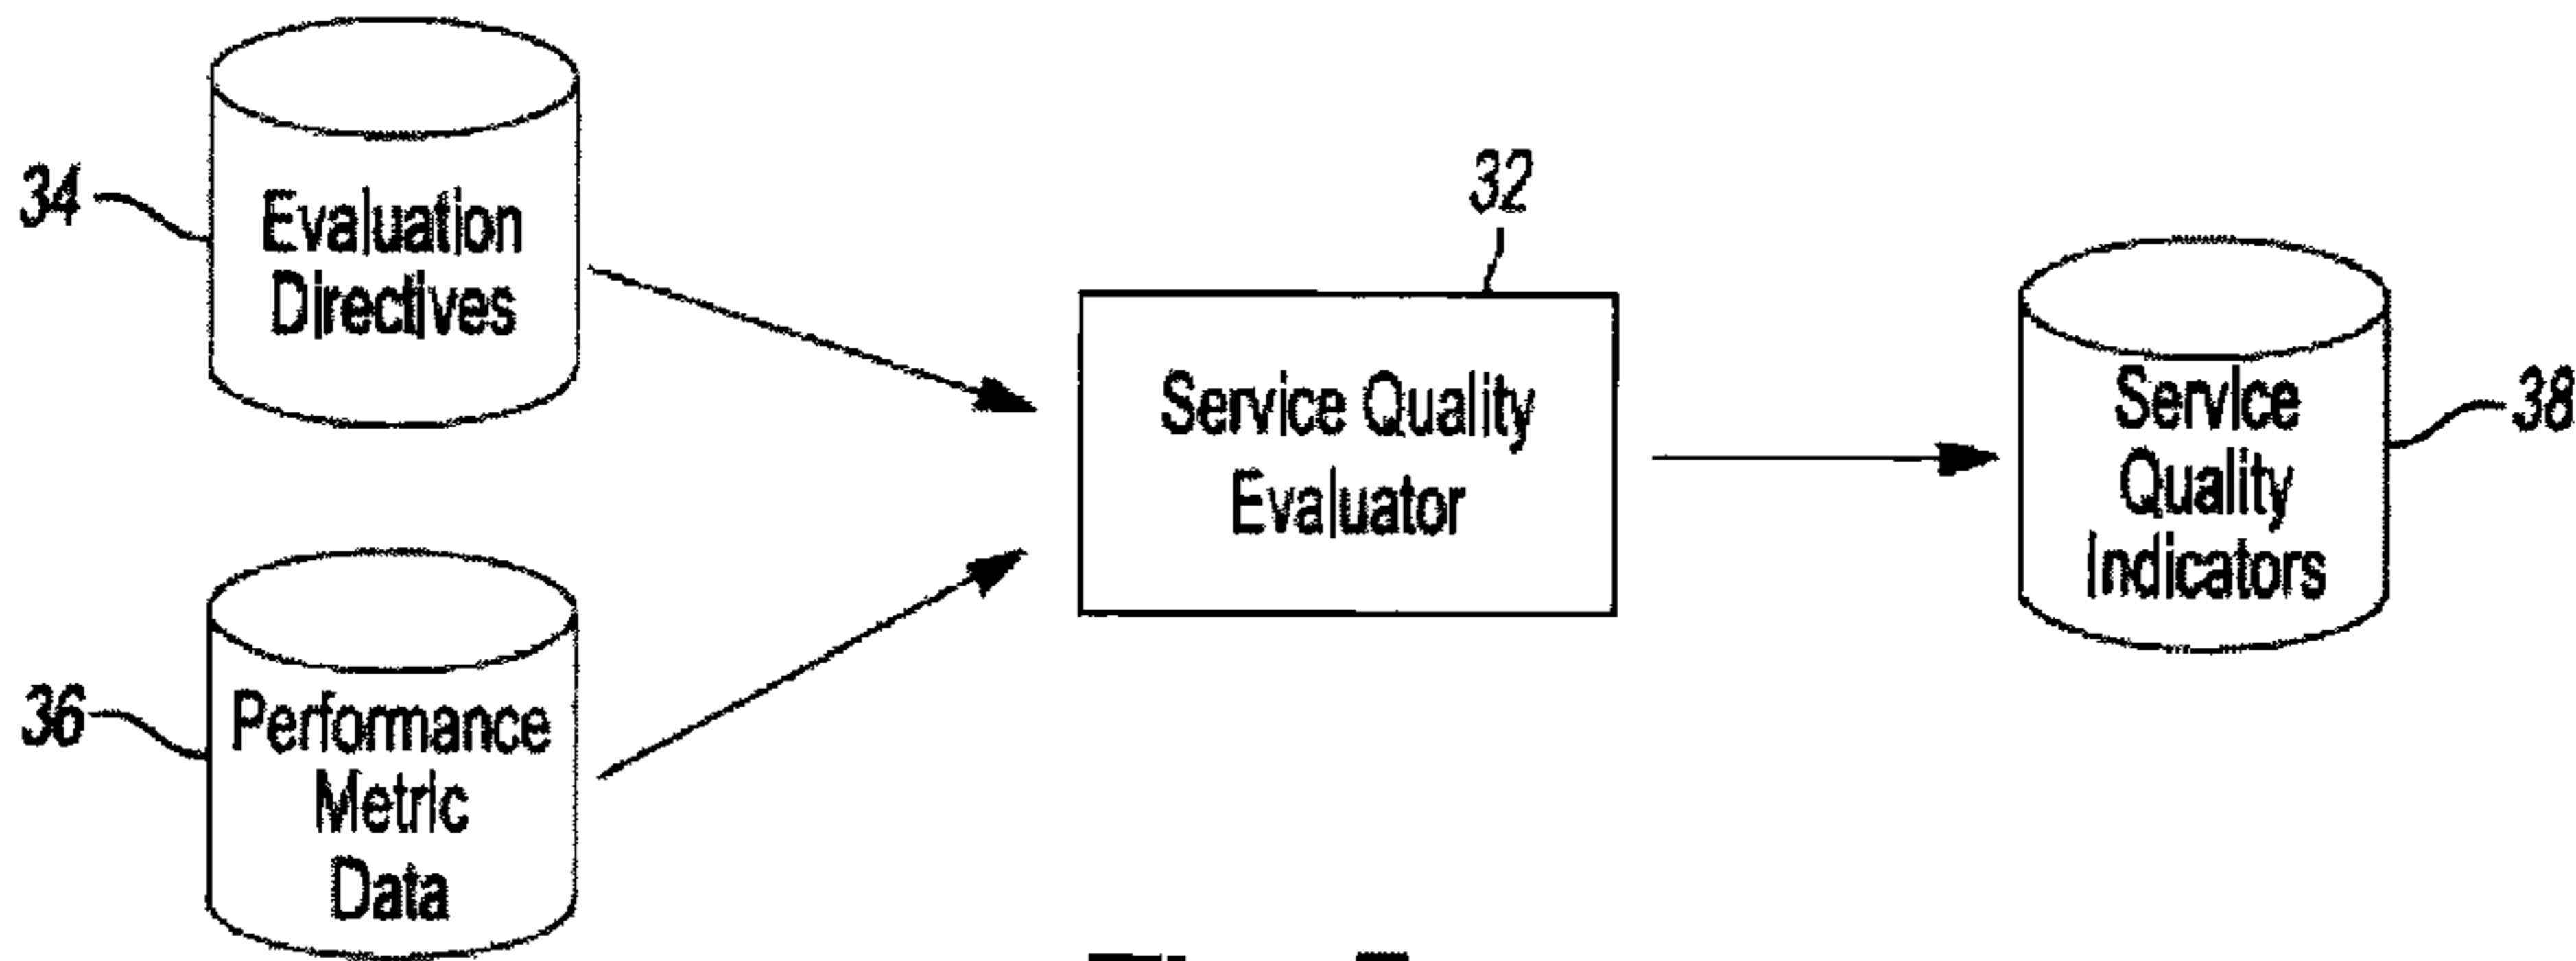 34
Evaluation
Directives
32
Service Quality
Evaluator
Service
Quality
Indicators
38
36
Performance
Metric
Data